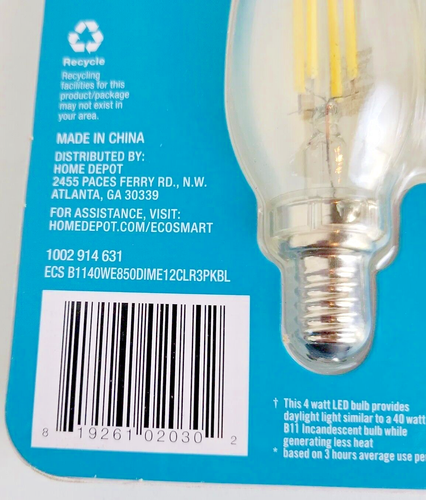 Recycle
Recycling
facilities for this
product/package
may not exist in
your area.
MADE IN CHINA
DISTRIBUTED BY:
HOME DEPOT
2455 PACES FERRY RD., N.W.
ATLANTA, GA 30339
FOR ASSISTANCE, VISIT:
HOMEDEPOT.COM/ECOSMART
1002 914 631
ECS B1140WE850DIME12CLR3PKBL
8 19261 02030 2
† This 4 watt LED bulb provides
daylight light similar to a 40 watt
B11 Incandescent bulb while
generating less heat
* based on 3 hours average use pe